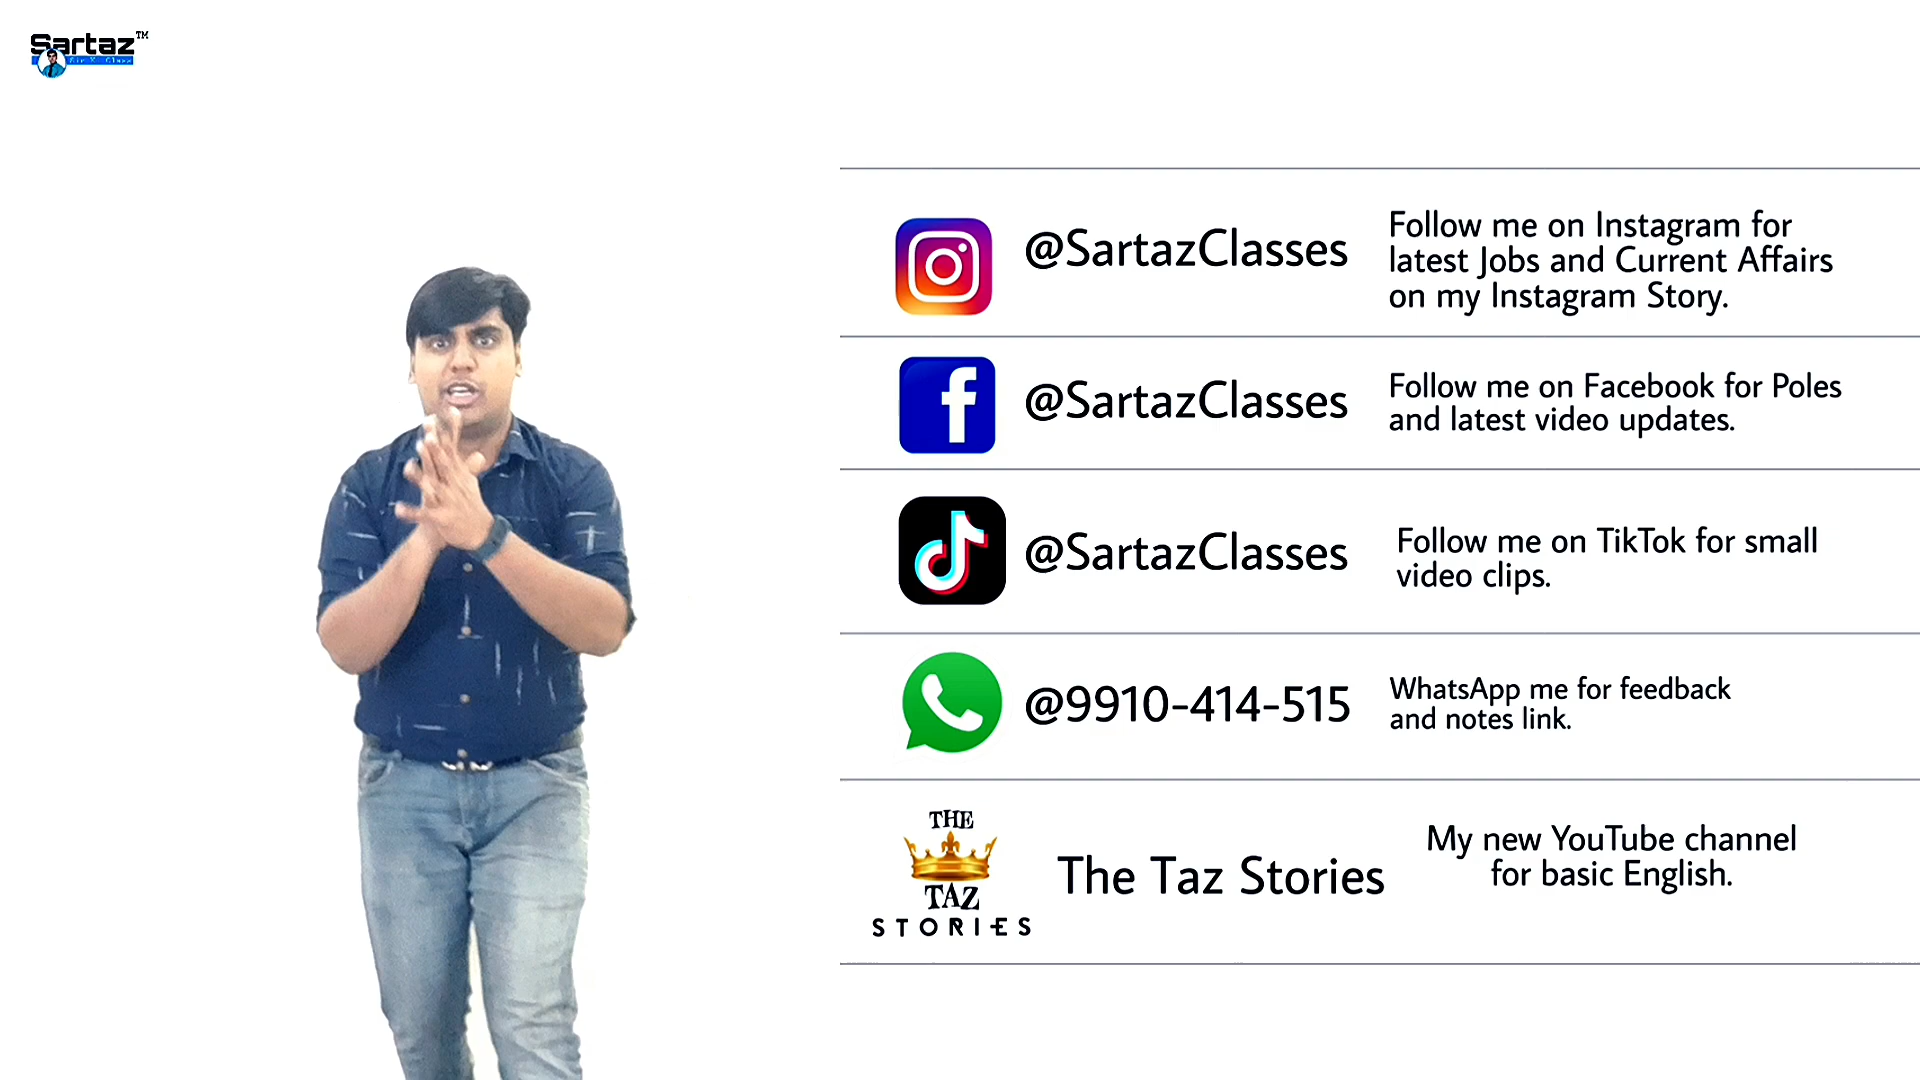 Sartaz™
@SartazClasses
Follow me on Instagram for
latest Jobs and Current Affairs
on my Instagram Story.
@SartazClasses
Follow me on Facebook for Poles
and latest video updates.
@SartazClasses
Follow me on TikTok for small
video clips.
@9910-414-515
WhatsApp me for feedback
and notes link.
THE
TAZ
STORIES
The Taz Stories
My new YouTube channel
for basic English.